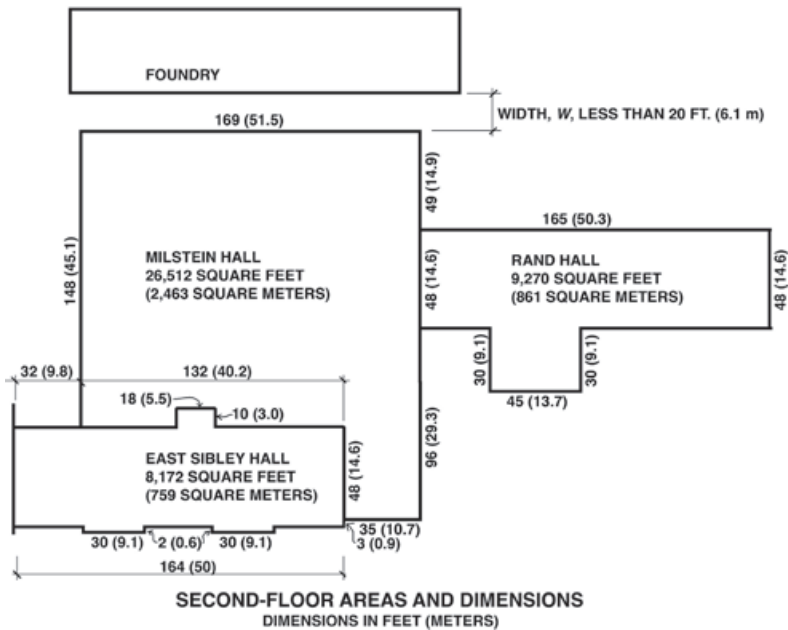 FOUNDRY
WIDTH, W, LESS THAN 20 FT. (6.1 m)
169 (51.5)
49 (14.9)
165 (50.3)
148 (45.1)
MILSTEIN HALL
26,512 SQUARE FEET
(2,463 SQUARE METERS)
48 (14.6)
RAND HALL
9,270 SQUARE FEET
(861 SQUARE METERS)
48 (14.6)
30 (9.1)
30 (9.1)
45 (13.7)
32 (9.8)
132 (40.2)
18 (5.5)
10 (3.0)
96 (29.3)
EAST SIBLEY HALL
8,172 SQUARE FEET
(759 SQUARE METERS)
48 (14.6)
35 (10.7)
3 (0.9)
30 (9.1)
2 (0.6)
30 (9.1)
164 (50)
SECOND-FLOOR AREAS AND DIMENSIONS
DIMENSIONS IN FEET (METERS)